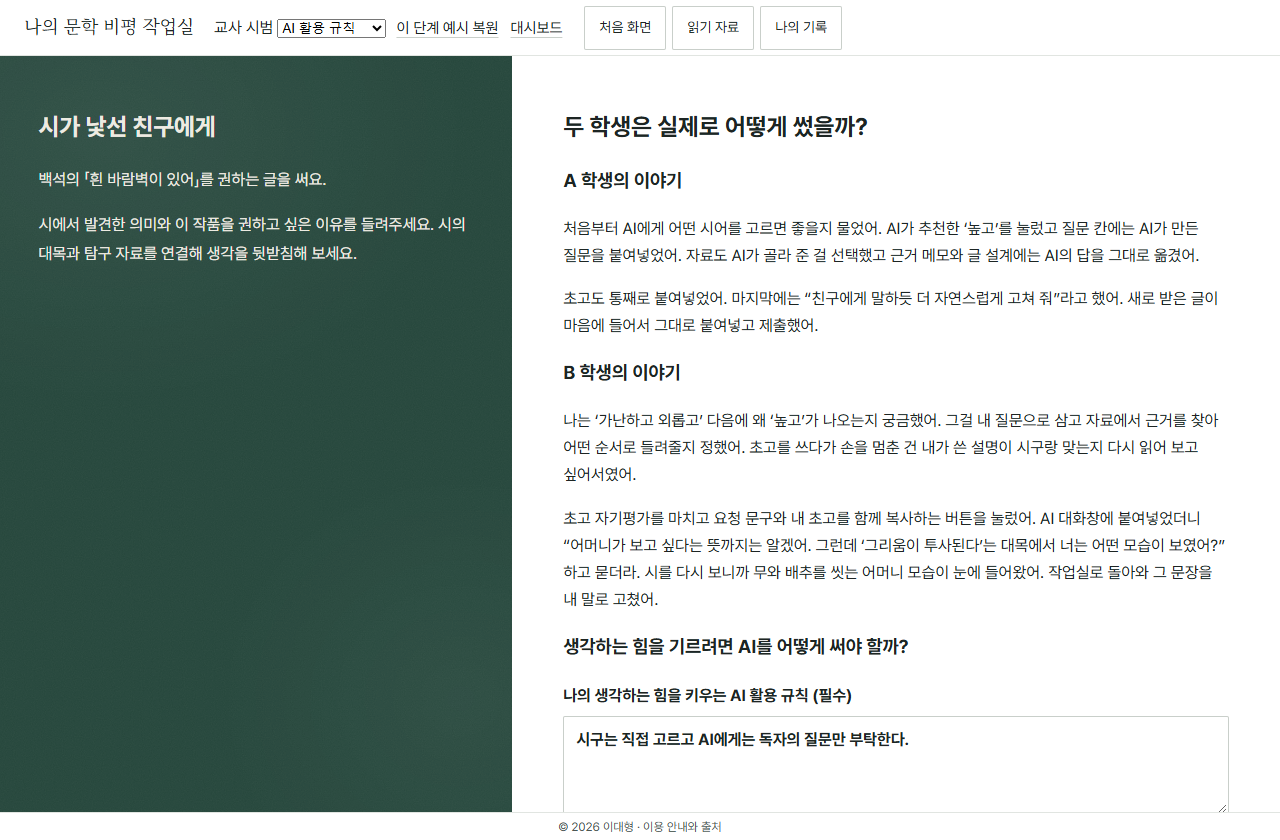 나의 문학 비평 작업실 교사 시범 AI 활용 규칙 이 단계 예시 복원 대시보드 처음 화면 읽기 자료 나의 기록
시가 낯선 친구에게
백석의 「흰 바람벽이 있어」를 권하는 글을 써요.
시에서 발견한 의미와 이 작품을 권하고 싶은 이유를 들려주세요. 시의
대목과 탐구 자료를 연결해 생각을 뒷받침해 보세요.
두 학생은 실제로 어떻게 썼을까?
A 학생의 이야기
처음부터 AI에게 어떤 시어를 고르면 좋을지 물었어. AI가 추천한 ‘높고’를 눌렀고 질문 칸에는 AI가 만든
질문을 붙여넣었어. 자료도 AI가 골라 준 걸 선택했고 근거 메모와 글 설계에는 AI의 답을 그대로 옮겼어.
초고도 통째로 붙여넣었어. 마지막에는 “친구에게 말하듯 더 자연스럽게 고쳐 줘”라고 했어. 새로 받은 글이
마음에 들어서 그대로 붙여넣고 제출했어.
B 학생의 이야기
나는 ‘가난하고 외롭고’ 다음에 왜 ‘높고’가 나오는지 궁금했어. 그걸 내 질문으로 삼고 자료에서 근거를 찾아
어떤 순서로 들려줄지 정했어. 초고를 쓰다가 손을 멈춘 건 내가 쓴 설명이 시구랑 맞는지 다시 읽어 보고
싶어서였어.
초고 자기평가를 마치고 요청 문구와 내 초고를 함께 복사하는 버튼을 눌렀어. AI 대화창에 붙여넣었더니
“어머니가 보고 싶다는 뜻까지는 알겠어. 그런데 ‘그리움이 투사된다’는 대목에서 너는 어떤 모습이 보였어?”
하고 묻더라. 시를 다시 보니까 무와 배추를 씻는 어머니 모습이 눈에 들어왔어. 작업실로 돌아와 그 문장을
내 말로 고쳤어.
생각하는 힘을 기르려면 AI를 어떻게 써야 할까?
나의 생각하는 힘을 키우는 AI 활용 규칙 (필수)
시구는 직접 고르고 AI에게는 독자의 질문만 부탁한다.
© 2026 이대형 · 이용 안내와 출처